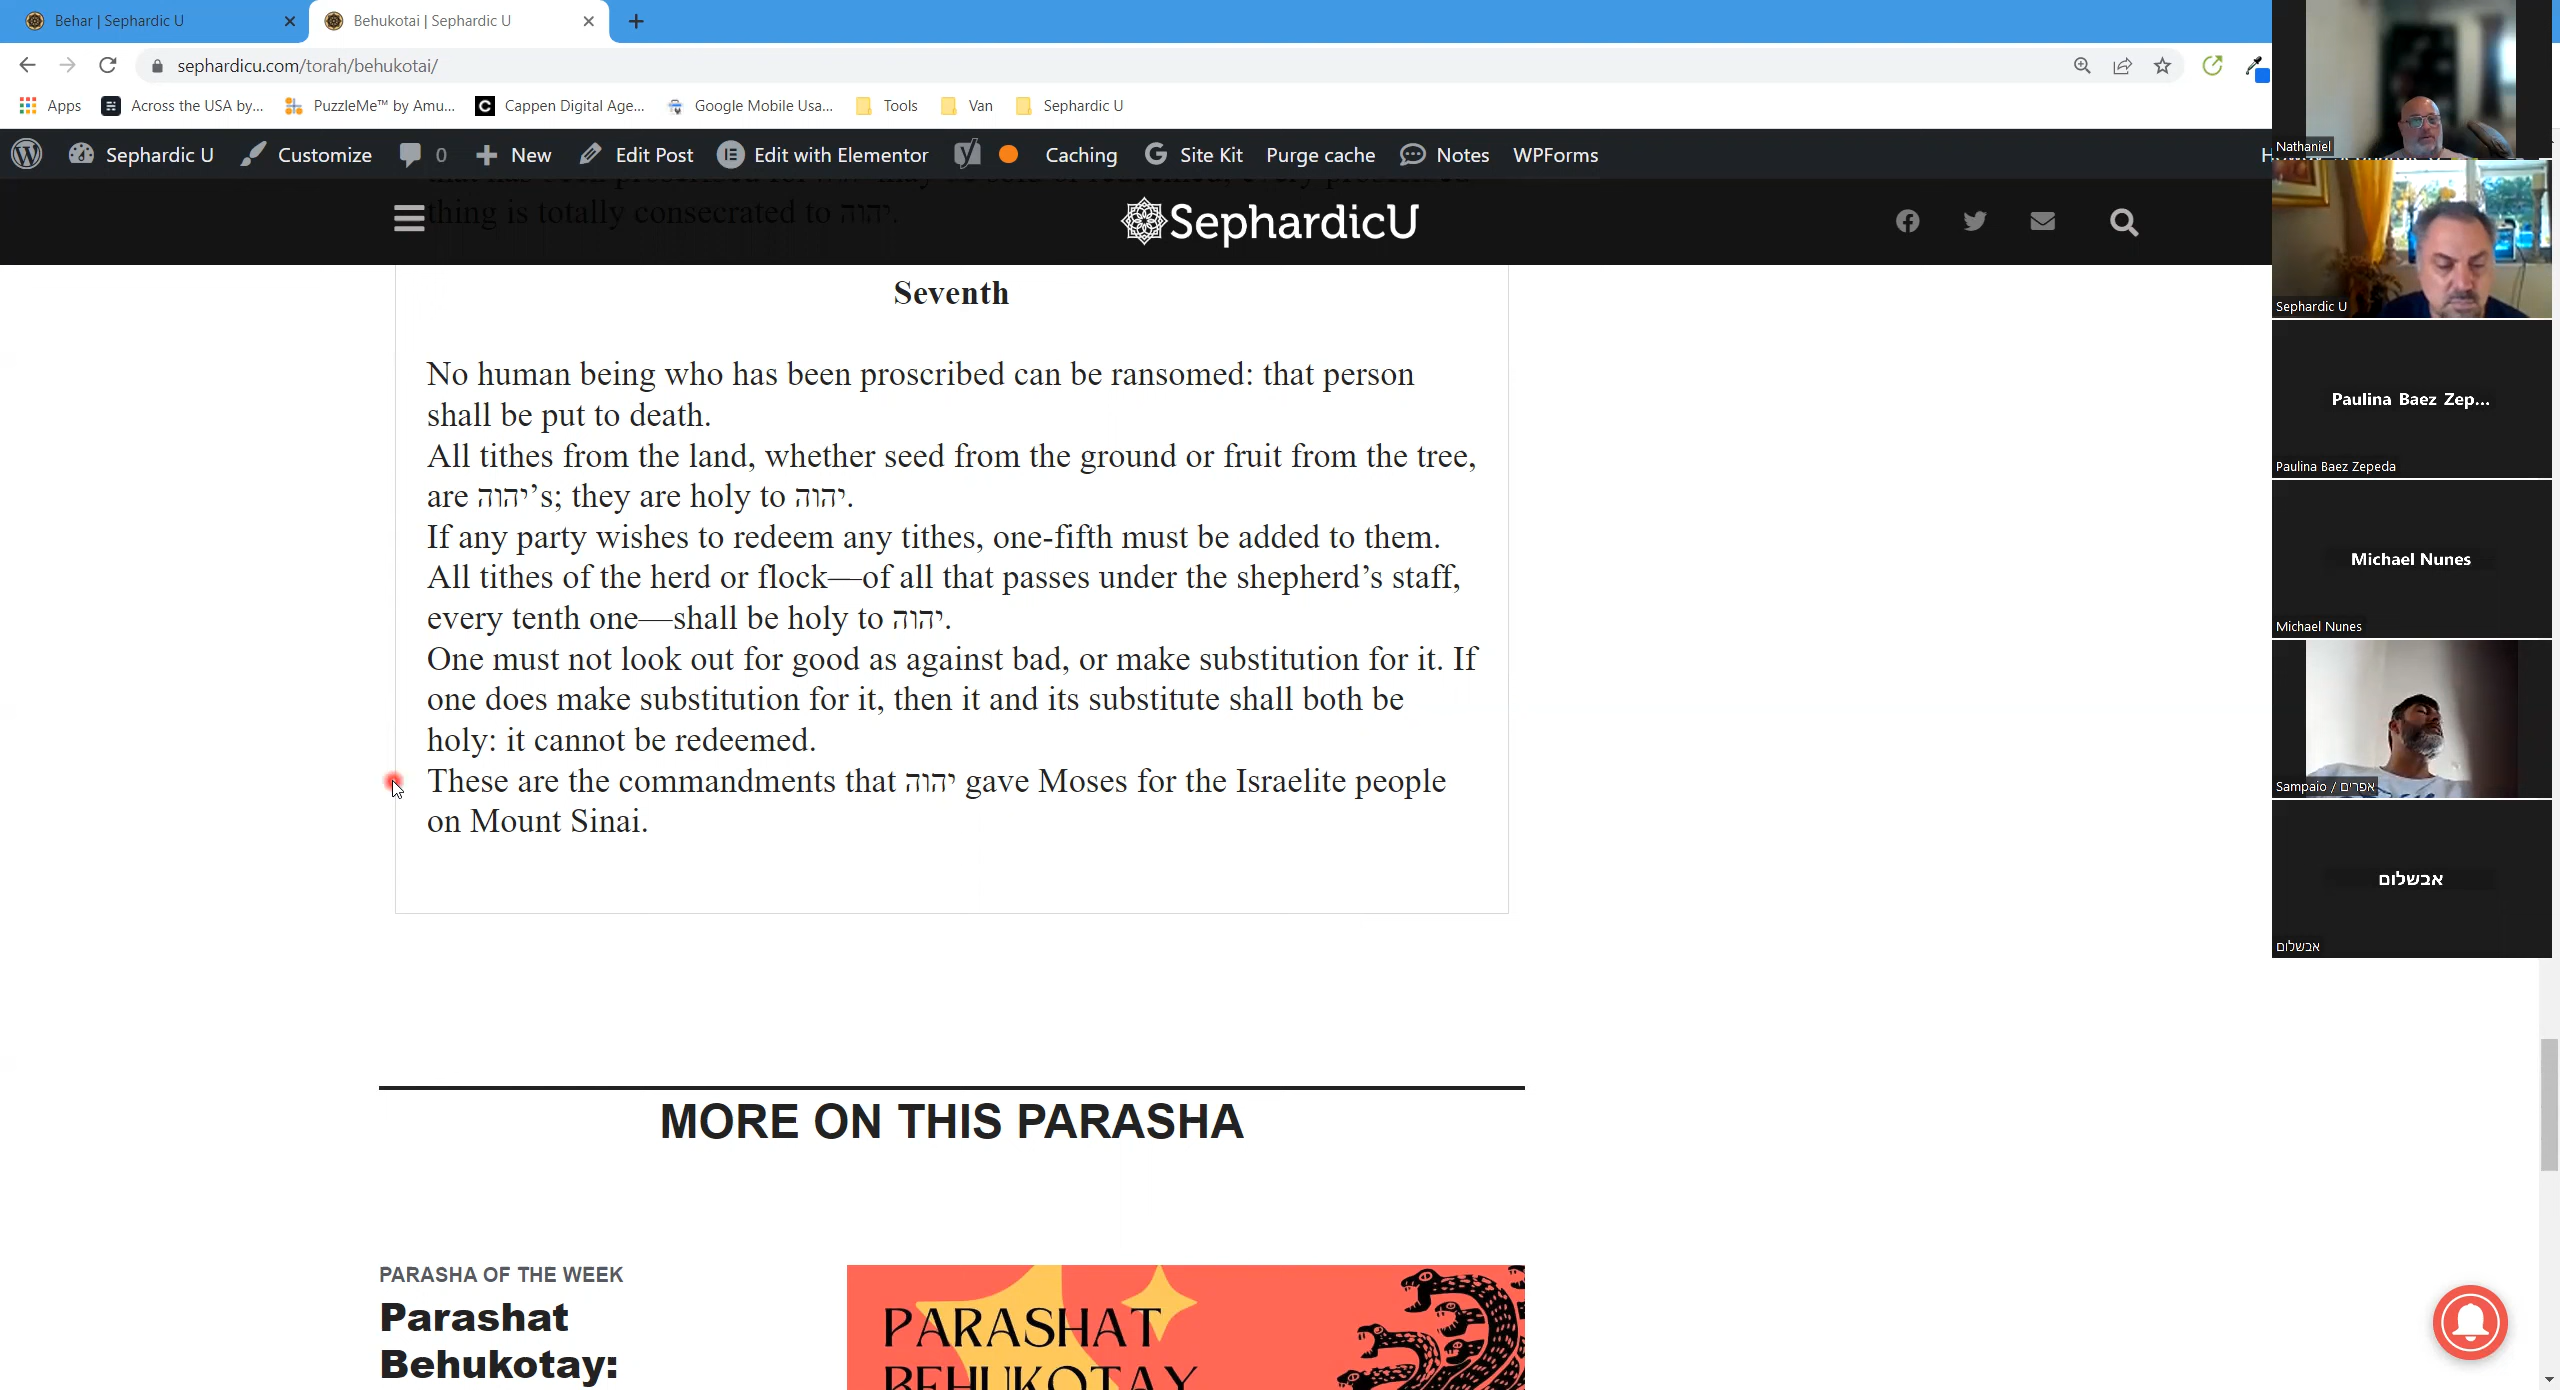 Behar | Sephardic U
Behukotai | Sephardic U
sephardicu.com/torah/behukotai/
Apps
Across the USA by...
PuzzleMe™ by Amu...
Cappen Digital Age...
Google Mobile Usa...
Tools
Van
Sephardic U
Sephardic U
Customize
0
New
Edit Post
Edit with Elementor
Caching
Site Kit
Purge cache
Notes
WPForms
thing is totally consecrated to יהוה.
SephardicU
Seventh
No human being who has been proscribed can be ransomed: that person
shall be put to death.
All tithes from the land, whether seed from the ground or fruit from the tree,
are יהוה’s; they are holy to יהוה.
If any party wishes to redeem any tithes, one-fifth must be added to them.
All tithes of the herd or flock—of all that passes under the shepherd’s staff,
every tenth one—shall be holy to יהוה.
One must not look out for good as against bad, or make substitution for it. If
one does make substitution for it, then it and its substitute shall both be
holy: it cannot be redeemed.
These are the commandments that יהוה gave Moses for the Israelite people
on Mount Sinai.
MORE ON THIS PARASHA
PARASHA OF THE WEEK
Parashat
Behukotay:
PARASHAT
BEHUKOTAY
Nathaniel
Sephardic U
Paulina Baez Zep...
Paulina Baez Zepeda
Michael Nunes
Michael Nunes
Sampaio / אפרים
אבשלום
אבשלום